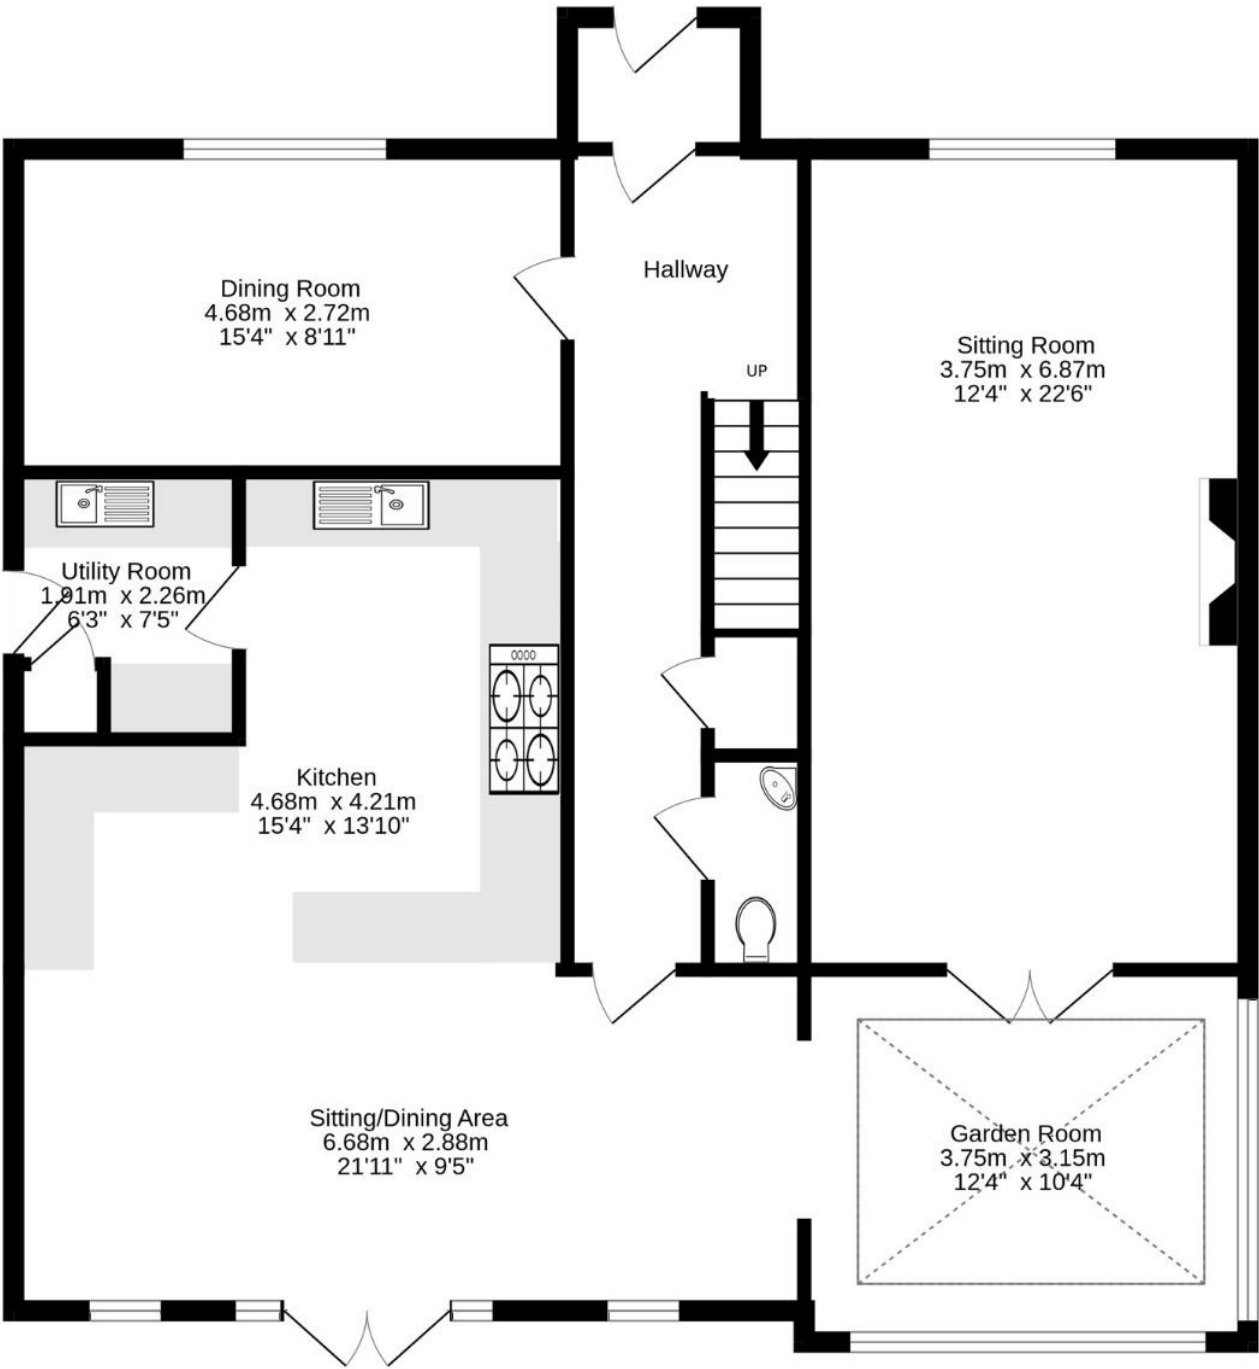 Hallway
Dining Room
4.68m x 2.72m
15'4" x 8'11"
Sitting Room
3.75m x 6.87m
12'4" x 22'6"
UP
Utility Room
1.91m x 2.26m
6'3" x 7'5"
0000
Kitchen
4.68m x 4.21m
15'4" x 13'10"
Sitting/Dining Area
6.68m x 2.88m
21'11" x 9'5"
Garden Room
3.75m x 3.15m
12'4" x 10'4"